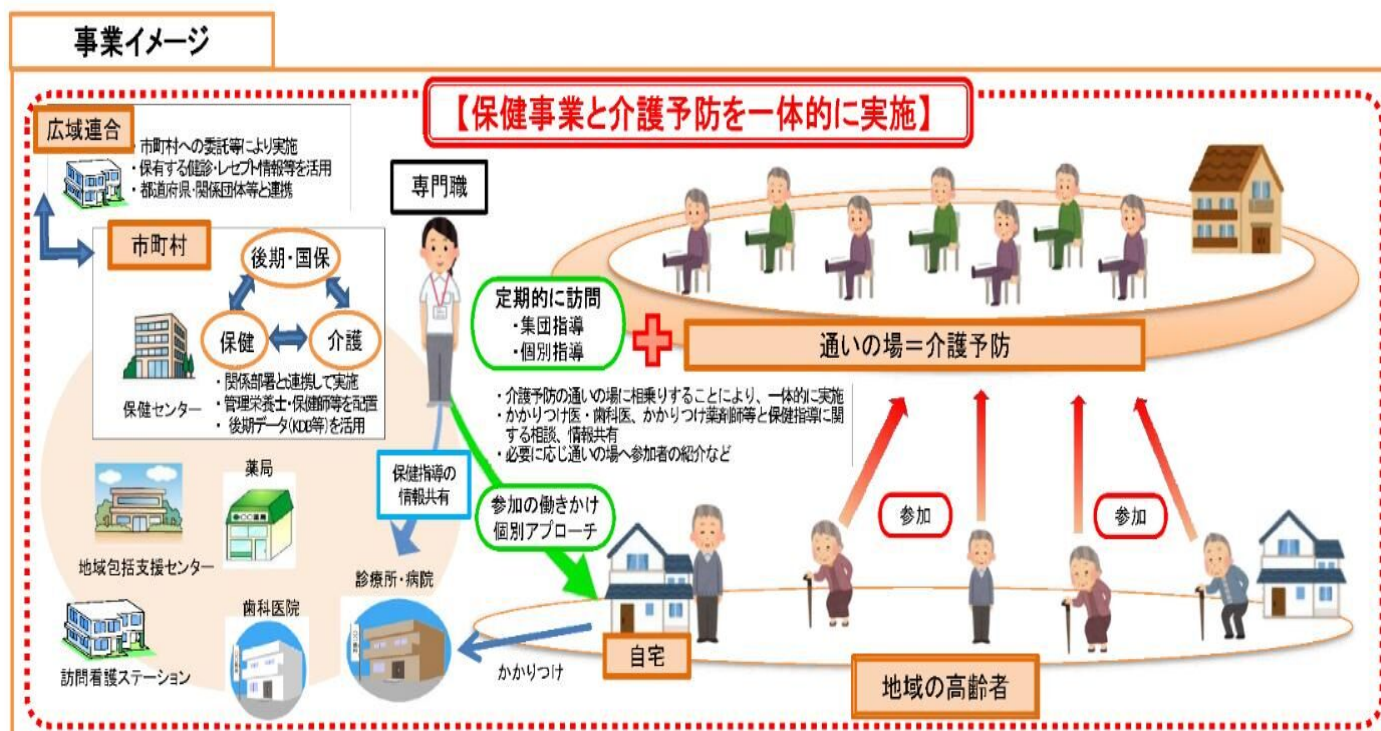 事業イメージ
【保健事業と介護予防を一体的に実施】
広域連合
・市町村への委託等により実施
・保有する健診・レセプト情報等を活用
・都道府県・関係団体等と連携
市町村
後期・国保
保健
介護
保健センター
・関係部署と連携して実施
・管理栄養士・保健師等を配置
・後期データ(KDB等)を活用
専門職
定期的に訪問
・集団指導
・個別指導
通いの場＝介護予防
・介護予防の通いの場に相乗りすることにより、一体的に実施
・かかりつけ医・歯科医、かかりつけ薬剤師等と保健指導に関
する相談、情報共有
・必要に応じ通いの場へ参加者の紹介など
保健指導の
情報共有
参加の働きかけ
個別アプローチ
参加
参加
薬局
〇〇薬局
地域包括支援センター
診療所・病院
歯科医院
訪問看護ステーション
かかりつけ
自宅
地域の高齢者